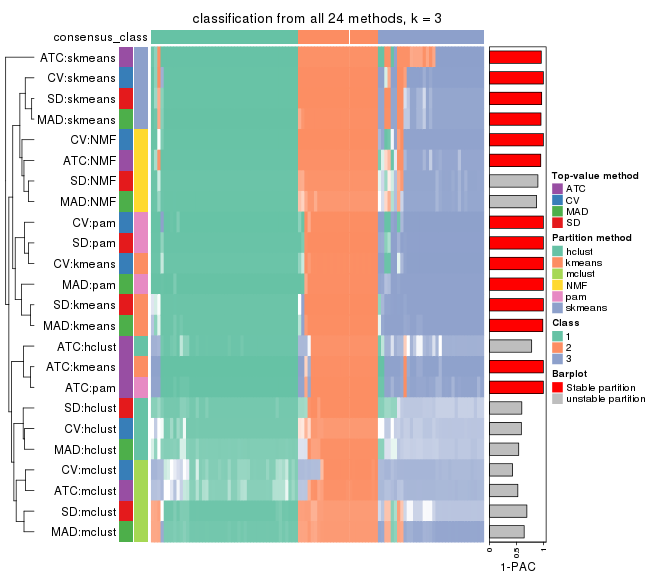 classification from all 24 methods, k = 3
consensus_class
ATC:skmeans
CV:skmeans
SD:skmeans
MAD:skmeans
CV:NMF
ATC:NMF
SD:NMF
MAD:NMF
CV:pam
SD:pam
CV:kmeans
MAD:pam
SD:kmeans
MAD:kmeans
ATC:hclust
ATC:kmeans
ATC:pam
SD:hclust
CV:hclust
MAD:hclust
CV:mclust
ATC:mclust
SD:mclust
MAD:mclust
0
0.5
1
1-PAC
Top-value method
ATC
CV
MAD
SD
Partition method
hclust
kmeans
mclust
NMF
pam
skmeans
Class
1
2
3
Barplot
Stable partition
unstable partition